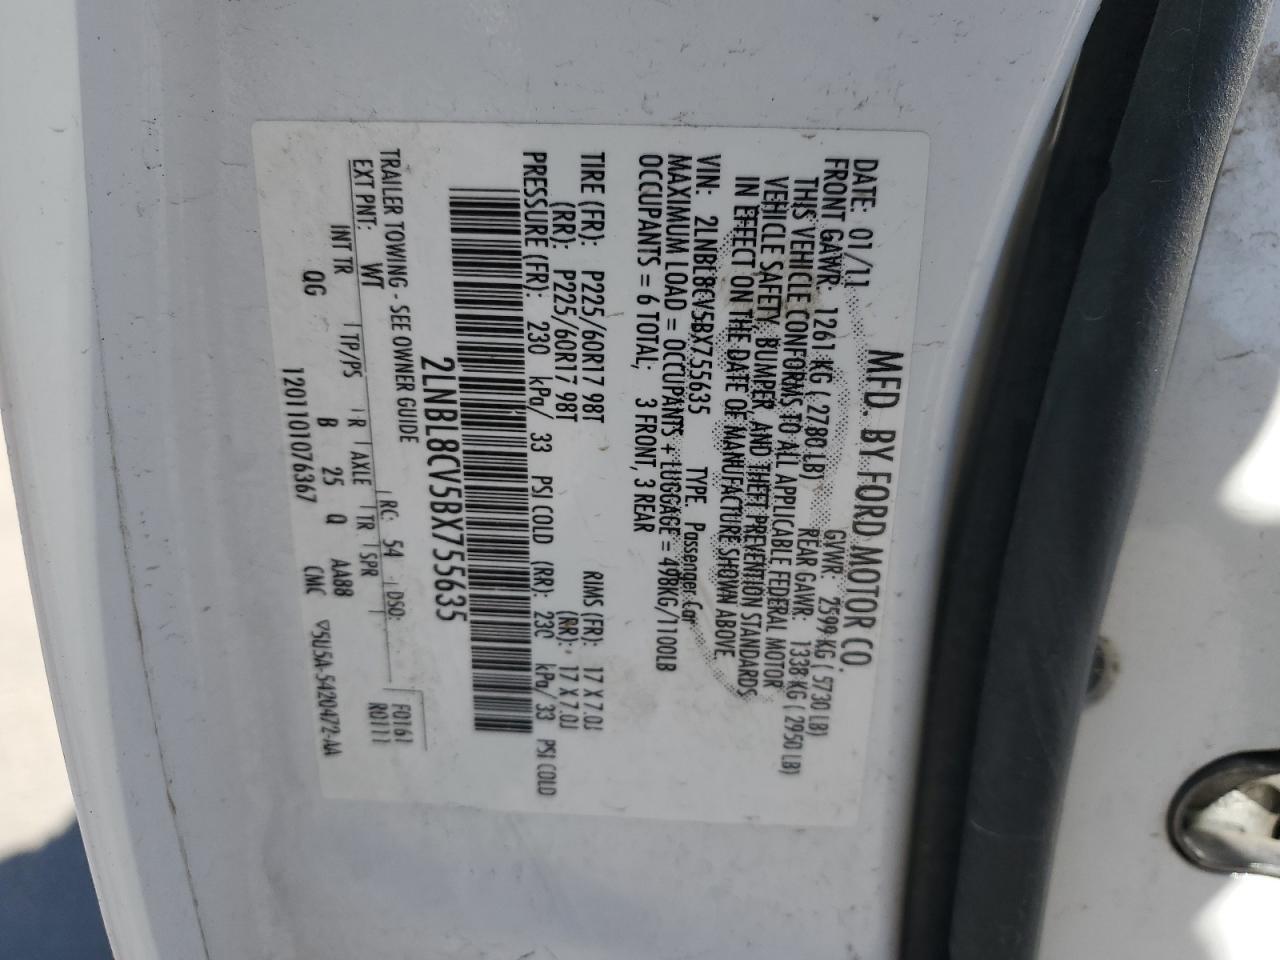 MFD. BY FORD MOTOR CO.
DATE: 01/11 GVWR: 2599 KG ( 5730 LB)
FRONT GAWR: 1261 KG ( 2780 LB) REAR GAWR: 1338 KG ( 2950 LB)
THIS VEHICLE CONFORMS TO ALL APPLICABLE FEDERAL MOTOR
VEHICLE SAFETY, BUMPER, AND THEFT PREVENTION STANDARDS
IN EFFECT ON THE DATE OF MANUFACTURE SHOWN ABOVE.
VIN: 2LNBL8CV5BX755635 TYPE. Passenger Car
MAXIMUM LOAD = OCCUPANTS + LUGGAGE = 498KG/1100LB
OCCUPANTS = 6 TOTAL; 3 FRONT, 3 REAR
TIRE (FR): P225/60R17 98T RIMS (FR): 17 X 7.0J
(RR): P225/60R17 98T (RR): 17 X 7.0J
PRESSURE (FR): 230 kPa/ 33 PSI COLD (RR): 230 kPa/ 33 PSI COLD
2LNBL8CV5BX755635
TRAILER TOWING - SEE OWNER GUIDE
EXT PNT: WT RC: 54 DSO: F0161
R0111
INT TR TP/PS R AXLE TR SPR
QG B 25 Q AA88
120110107636​7 CMC ▽5U5A-5420472-AA